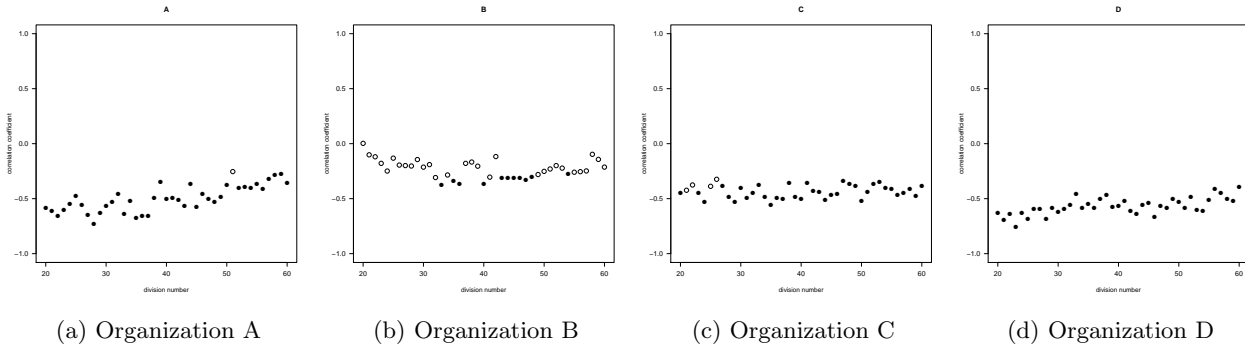 A
correlation coefficient
1.0
0.5
0.0
−0.5
−1.0
20
30
40
50
60
division number
(a) Organization A
B
correlation coefficient
1.0
0.5
0.0
−0.5
−1.0
20
30
40
50
60
division number
(b) Organization B
C
correlation coefficient
1.0
0.5
0.0
−0.5
−1.0
20
30
40
50
60
division number
(c) Organization C
D
correlation coefficient
1.0
0.5
0.0
−0.5
−1.0
20
30
40
50
60
division number
(d) Organization D